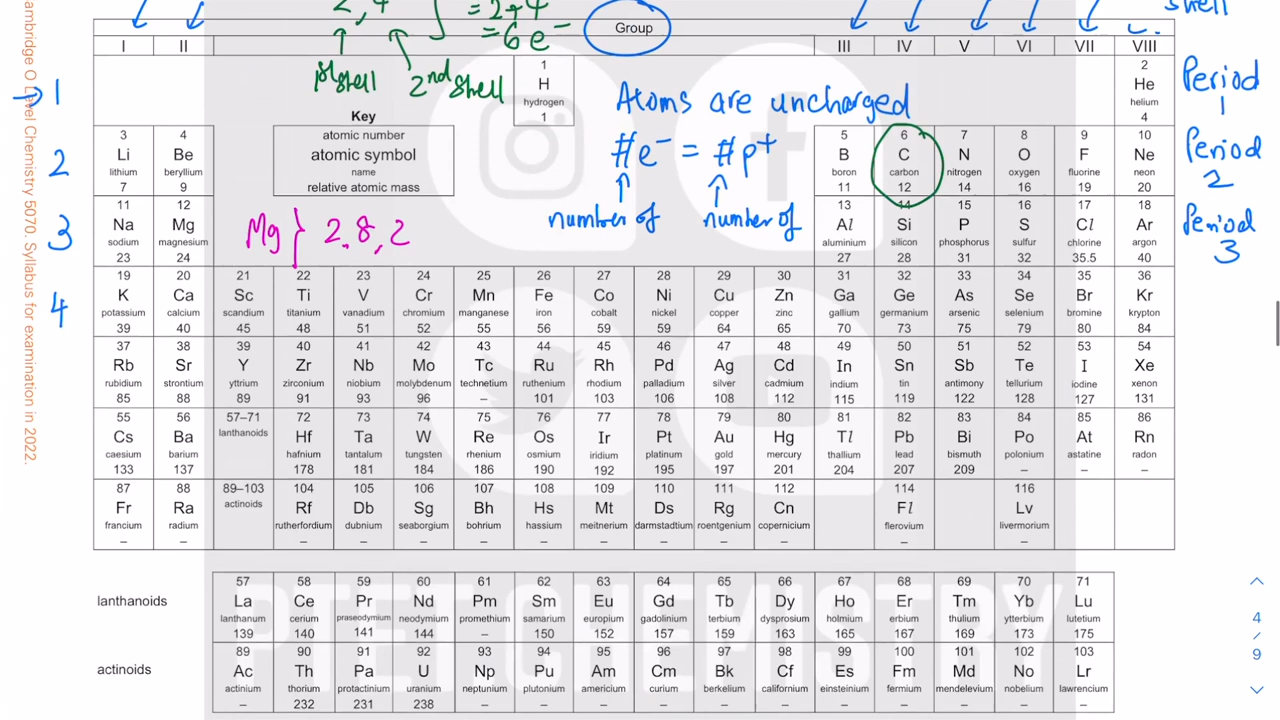 2, 4 = 2+4 shell
= 6 e⁻ Group
I II III IV V VI VII VIII
1st shell 2nd shell
1 2
→ 1 H He Period
hydrogen Atoms are uncharged helium 1
Key 1 4
3 4 atomic number 5 6 7 8 9 10
2 Li Be atomic symbol #e⁻ = #p⁺ B C N O F Ne Period
lithium beryllium name boron carbon nitrogen oxygen fluorine neon 2
7 9 relative atomic mass 11 12 14 16 19 20
11 12 number of number of 13 14 15 16 17 18
3 Na Mg Mg } 2,8,2 Al Si P S Cl Ar Period
sodium magnesium aluminium silicon phosphorus sulfur chlorine argon 3
23 24 27 28 31 32 35.5 40
19 20 21 22 23 24 25 26 27 28 29 30 31 32 33 34 35 36
4 K Ca Sc Ti V Cr Mn Fe Co Ni Cu Zn Ga Ge As Se Br Kr
potassium calcium scandium titanium vanadium chromium manganese iron cobalt nickel copper zinc gallium germanium arsenic selenium bromine krypton
39 40 45 48 51 52 55 56 59 59 64 65 70 73 75 79 80 84
37 38 39 40 41 42 43 44 45 46 47 48 49 50 51 52 53 54
Rb Sr Y Zr Nb Mo Tc Ru Rh Pd Ag Cd In Sn Sb Te I Xe
rubidium strontium yttrium zirconium niobium molybdenum technetium ruthenium rhodium palladium silver cadmium indium tin antimony tellurium iodine xenon
85 88 89 91 93 96 – 101 103 106 108 112 115 119 122 128 127 131
55 56 57–71 72 73 74 75 76 77 78 79 80 81 82 83 84 85 86
Cs Ba lanthanoids Hf Ta W Re Os Ir Pt Au Hg Tl Pb Bi Po At Rn
caesium barium hafnium tantalum tungsten rhenium osmium iridium platinum gold mercury thallium lead bismuth polonium astatine radon
133 137 178 181 184 186 190 192 195 197 201 204 207 209 – – –
87 88 89–103 104 105 106 107 108 109 110 111 112 114 116
Fr Ra actinoids Rf Db Sg Bh Hs Mt Ds Rg Cn Fl Lv
francium radium rutherfordium dubnium seaborgium bohrium hassium meitnerium darmstadtium roentgenium copernicium flerovium livermorium
– – – – – – – – – – – – –
57 58 59 60 61 62 63 64 65 66 67 68 69 70 71
lanthanoids La Ce Pr Nd Pm Sm Eu Gd Tb Dy Ho Er Tm Yb Lu
lanthanum cerium praseodymium neodymium promethium samarium europium gadolinium terbium dysprosium holmium erbium thulium ytterbium lutetium
139 140 141 144 – 150 152 157 159 163 165 167 169 173 175
89 90 91 92 93 94 95 96 97 98 99 100 101 102 103
actinoids Ac Th Pa U Np Pu Am Cm Bk Cf Es Fm Md No Lr
actinium thorium protactinium uranium neptunium plutonium americium curium berkelium californium einsteinium fermium mendelevium nobelium lawrencium
– 232 231 238 – – – – – – – – – – –
ambridge O Level Chemistry 5070. Syllabus for examination in 2022.
CHEMISTRY
4
/
9